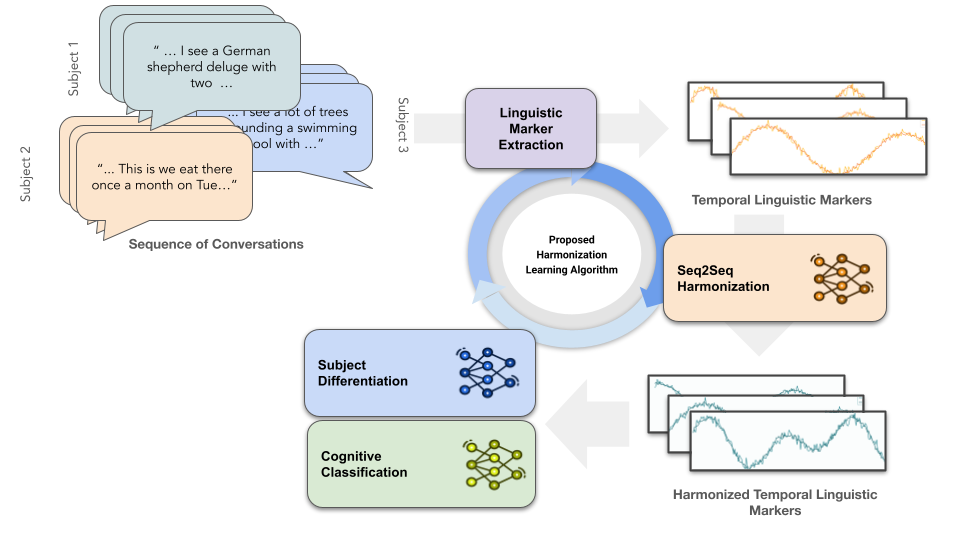 Subject 1
“ … I see a German
shepherd deluge with
two …
... I see a lot of trees
unding a swimming
ool with …”
Subject 3
Subject 2
“... This is we eat there
once a month on Tue…“
Sequence of Conversations
Linguistic
Marker
Extraction
Temporal Linguistic Markers
Proposed
Harmonization
Learning Algorithm
Seq2Seq
Harmonization
Subject
Differentiation
Cognitive
Classification
Harmonized Temporal Linguistic
Markers